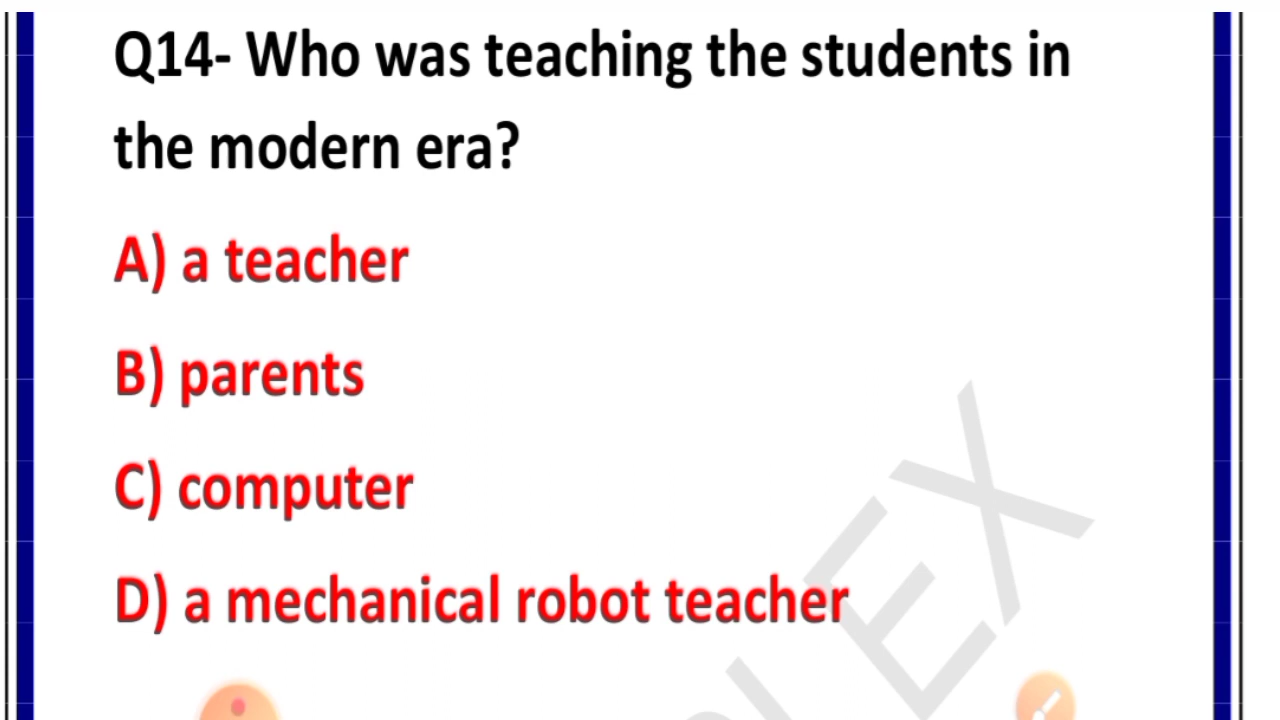 Q14- Who was teaching the students in
the modern era?
A) a teacher
B) parents
C) computer
D) a mechanical robot teacher